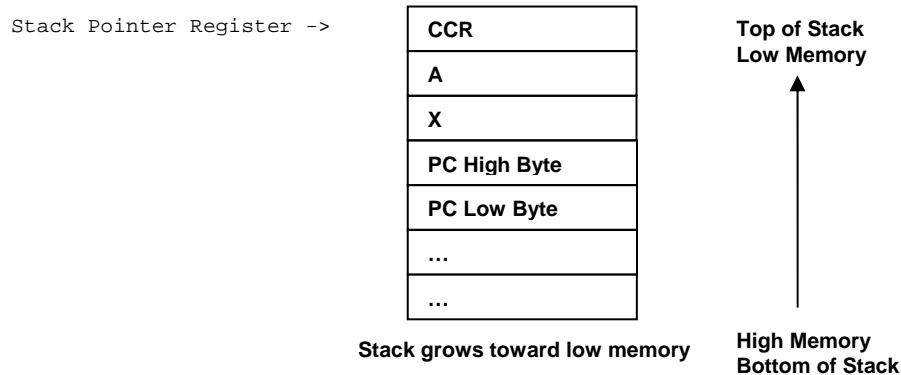 Stack Pointer Register ->
CCR
A
X
PC High Byte
PC Low Byte
…
…
Stack grows toward low memory
Top of Stack
Low Memory
High Memory
Bottom of Stack